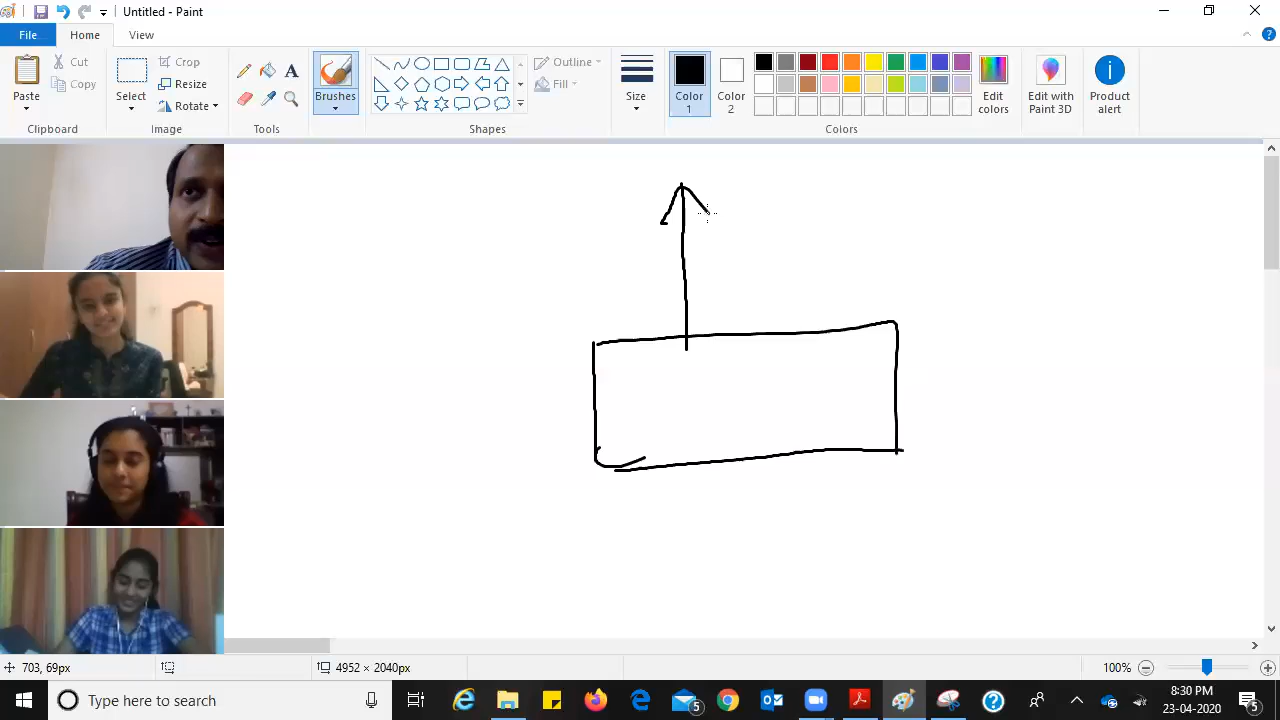 Untitled - Paint
File
Home
View
Paste
Cut
Copy
Select
Crop
Resize
Rotate
A
Brushes
Outline
Fill
Size
Color 1
Color 2
Edit colors
Edit with Paint 3D
Product alert
Clipboard
Image
Tools
Shapes
Colors
703, 69px
4952 × 2040px
100%
Type here to search
5
8:30 PM
23-04-2020
5